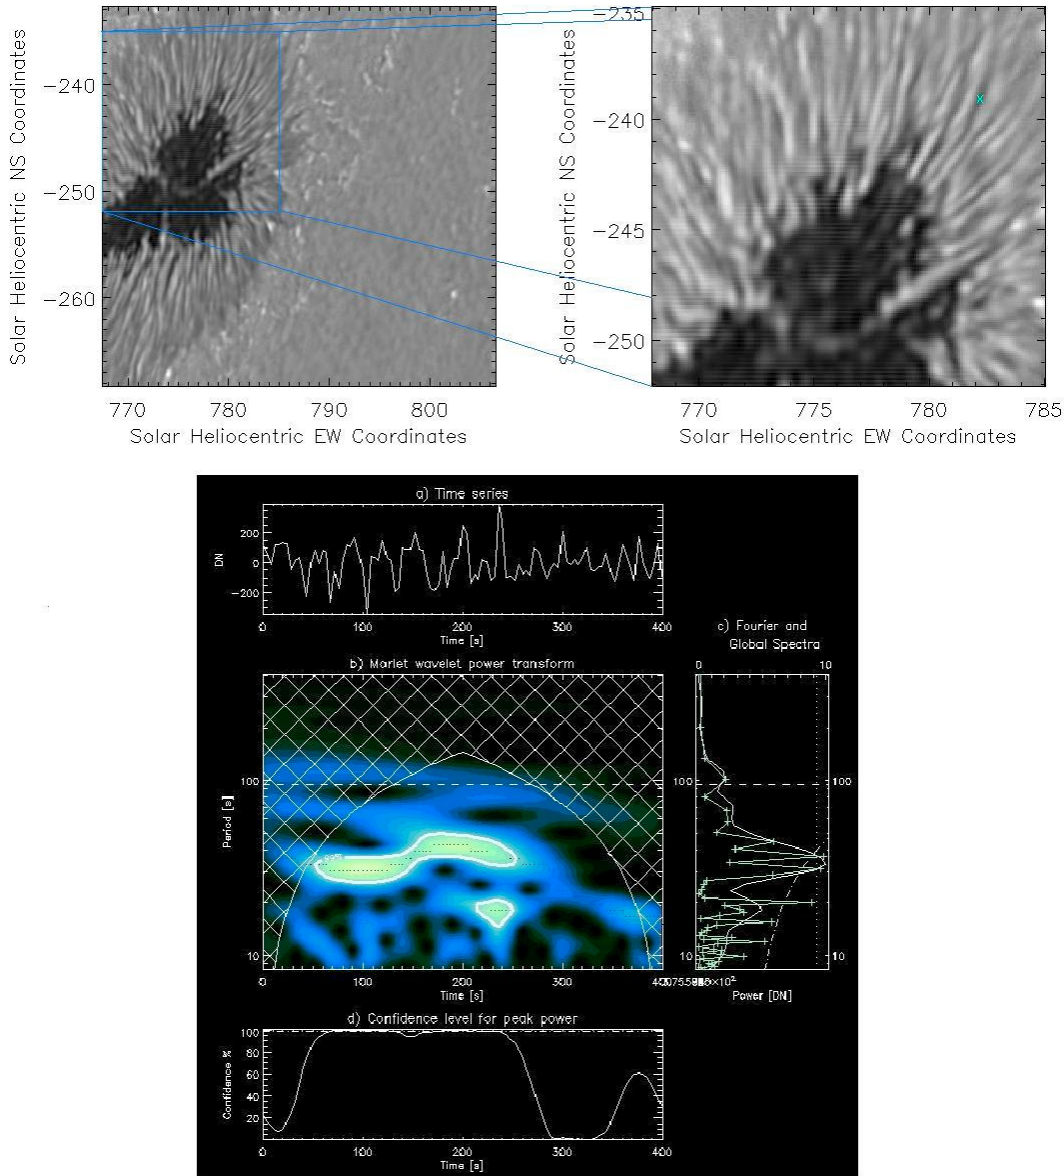 Solar Heliocentric NS Coordinates
−240
−250
−260
770 780 790 800
Solar Heliocentric EW Coordinates
Solar Heliocentric NS Coordinates
−235
−240
−245
−250
770 775 780 785
Solar Heliocentric EW Coordinates
x
a) Time series
DN
200
0
−200
0 100 200 300 400
Time [s]
b) Morlet wavelet power transform
Period [s]
100
10
0 100 200 300
Time [s]
c) Fourier and
Global Spectra
0 10
100 100
10 10
Power [DN]
d) Confidence level for peak power
Confidence %
100
80
60
40
20
0 100 200 300 400
Time [s]